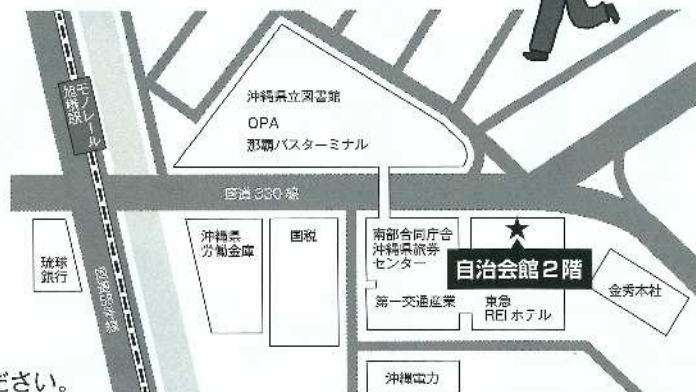 モノレール
旭橋駅
沖縄県立図書館
OPA
那覇バスターミナル
国道330号線
琉球
銀行
沖縄県
労働金庫
国税
南部合同庁舎
沖縄県旅券
センター
自治会館2階
金秀本社
第一交通産業
東急
REIホテル
沖縄電力
ださい。